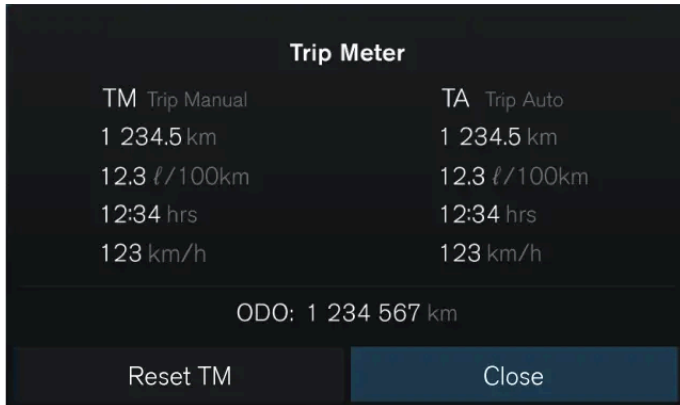 Trip Meter
TM Trip Manual
1 234.5 km
12.3 ℓ/100km
12:34 hrs
123 km/h
TA Trip Auto
1 234.5 km
12.3 ℓ/100km
12:34 hrs
123 km/h
ODO: 1 234 567 km
Reset TM
Close